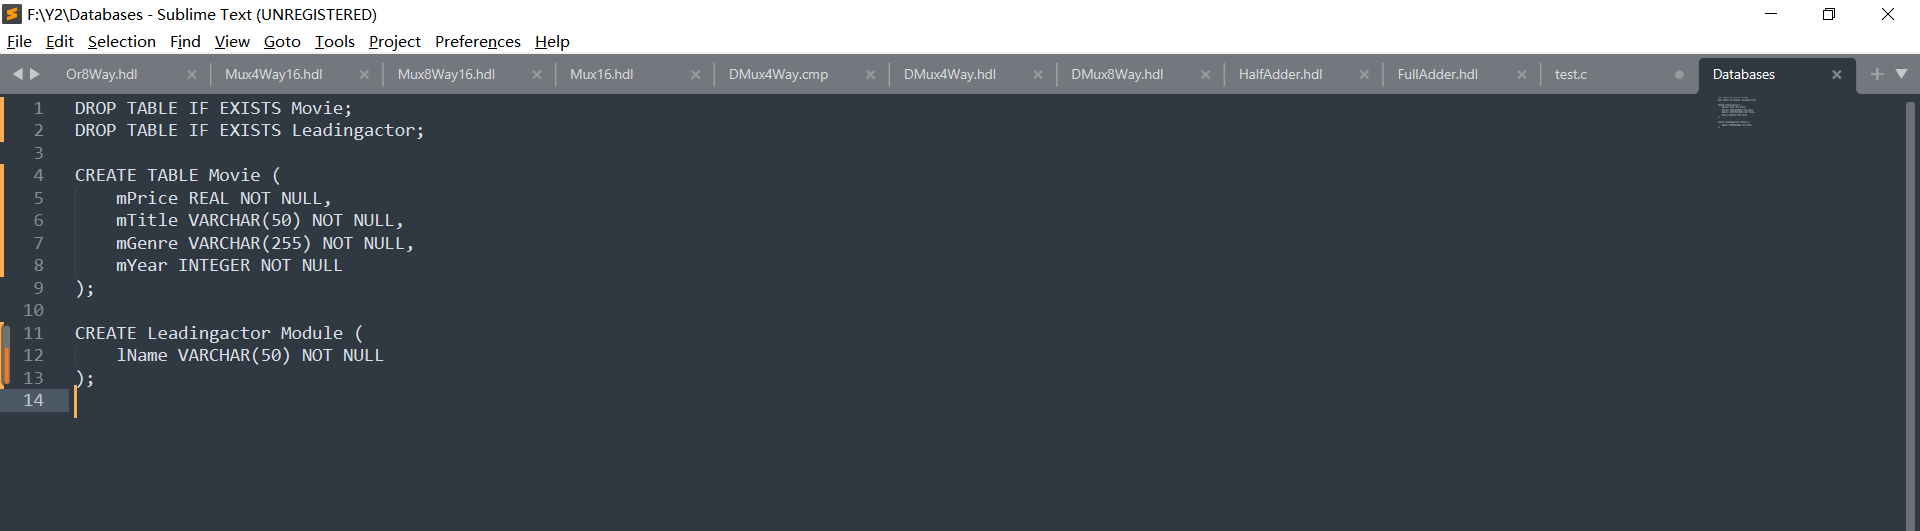 F:\Y2\Databases - Sublime Text (UNREGISTERED)
File Edit Selection Find View Goto Tools Project Preferences Help
Or8Way.hdl Mux4Way16.hdl Mux8Way16.hdl Mux16.hdl DMux4Way.cmp DMux4Way.hdl DMux8Way.hdl HalfAdder.hdl FullAdder.hdl test.c Databases
1 DROP TABLE IF EXISTS Movie;
2 DROP TABLE IF EXISTS Leadingactor;
3
4 CREATE TABLE Movie (
5 mPrice REAL NOT NULL,
6 mTitle VARCHAR(50) NOT NULL,
7 mGenre VARCHAR(255) NOT NULL,
8 mYear INTEGER NOT NULL
9 );
10
11 CREATE Leadingactor Module (
12 lName VARCHAR(50) NOT NULL
13 );
14